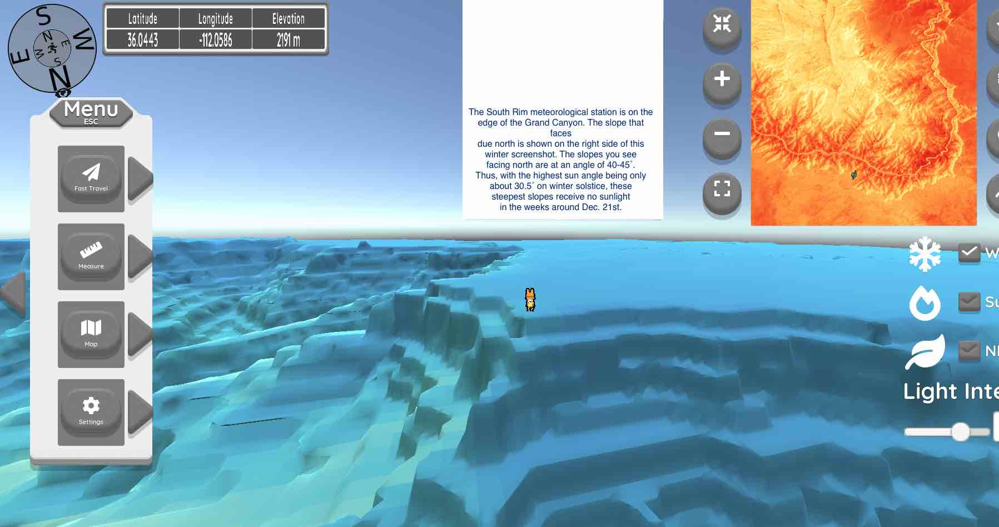 S
W
E
N
N
E
W
S
Latitude
Longitude
Elevation
36.0443
-112.0586
2191 m
Menu
ESC
Fast Travel
Measure
Map
Settings
The South Rim meteorological station is on the
edge of the Grand Canyon. The slope that
faces
due north is shown on the right side of this
winter screenshot. The slopes you see
facing north are at an angle of 40-45°.
Thus, with the highest sun angle being only
about 30.5° on winter solstice, these
steepest slopes receive no sunlight
in the weeks around Dec. 21st.
W
Su
Light Inte